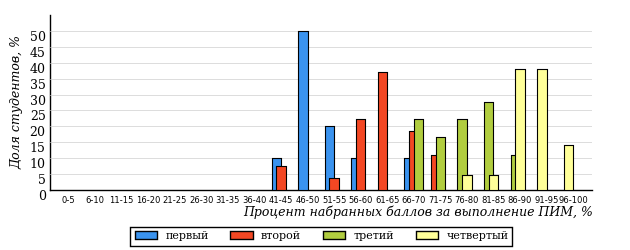 Доля студентов, %
50
45
40
35
30
25
20
15
10
5
0
0-5 6-10 11-15 16-20 21-25 26-30 31-35 36-40 41-45 46-50 51-55 56-60 61-65 66-70 71-75 76-80 81-85 86-90 91-95 96-100
Процент набранных баллов за выполнение ПИМ, %
первый второй третий четвертый